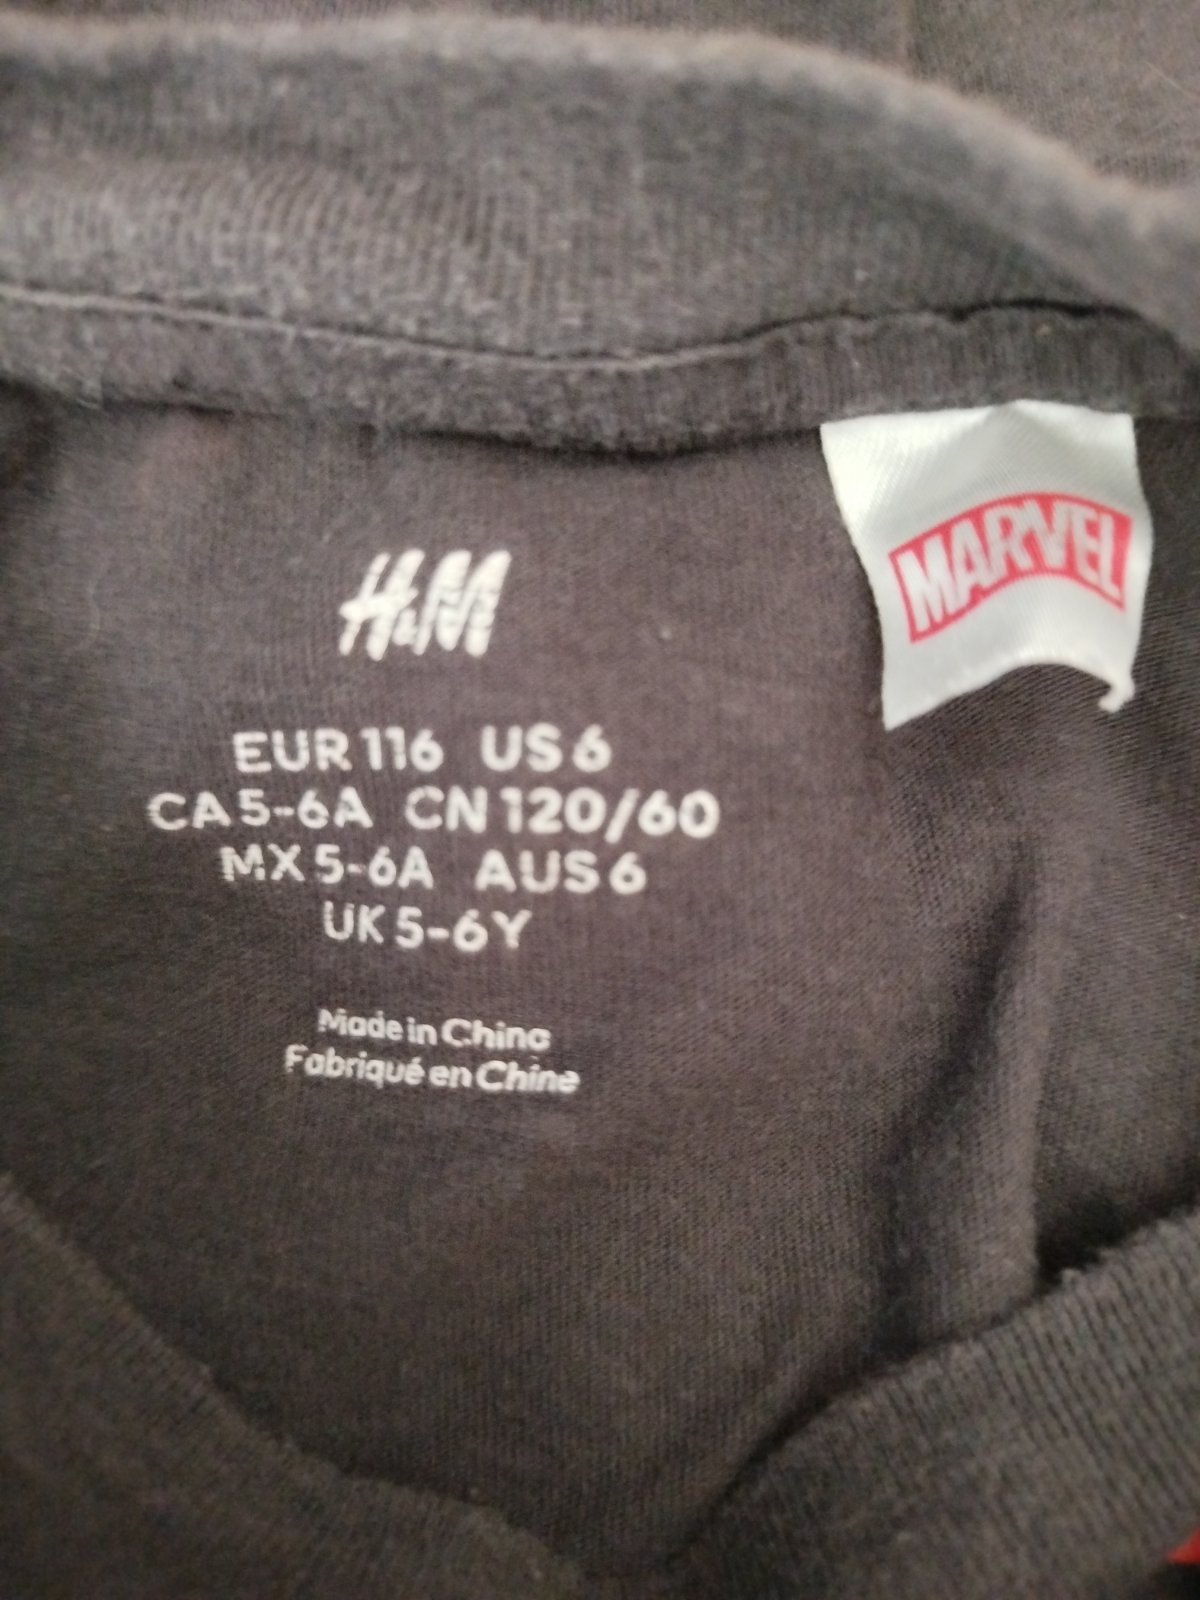 H&M
MARVEL
EUR 116 US 6
CA 5-6A CN 120/60
MX 5-6A AUS 6
UK 5-6Y
Made in China
Fabriqué en Chine